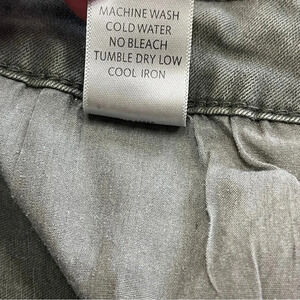 MACHINE WASH
COLD WATER
NO BLEACH
TUMBLE DRY LOW
COOL IRON